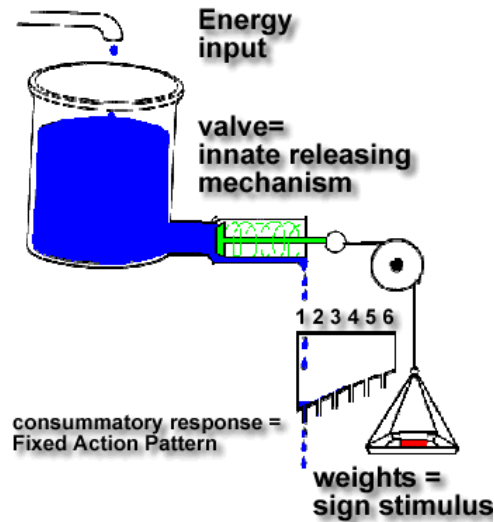 Energy
input
valve=
innate releasing
mechanism
1 2 3 4 5 6
consummatory response =
Fixed Action Pattern
weights =
sign stimulus